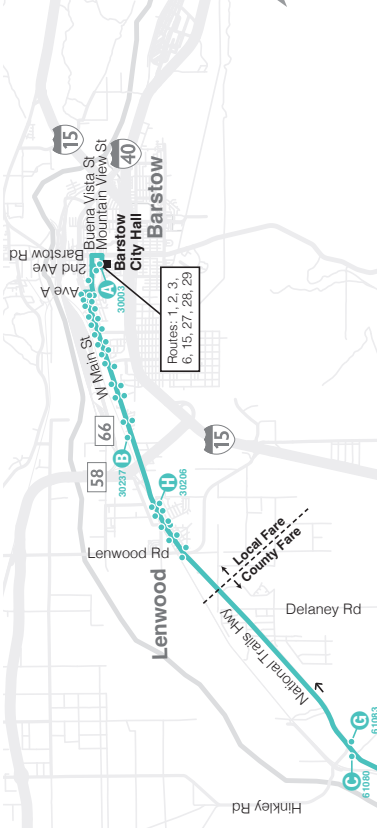 15
40
Buena Vista St
Mountain View St
Barstow Rd
2nd Ave
Ave A
Barstow
City Hall
Barstow
A
30003
Routes: 1, 2, 3,
6, 15, 27, 28, 29
W Main St
66
58
B
30237
H
30206
15
Lenwood Rd
Lenwood
Local Fare
County Fare
National Trails Hwy
Delaney Rd
G
61083
C
61080
Hinkley Rd